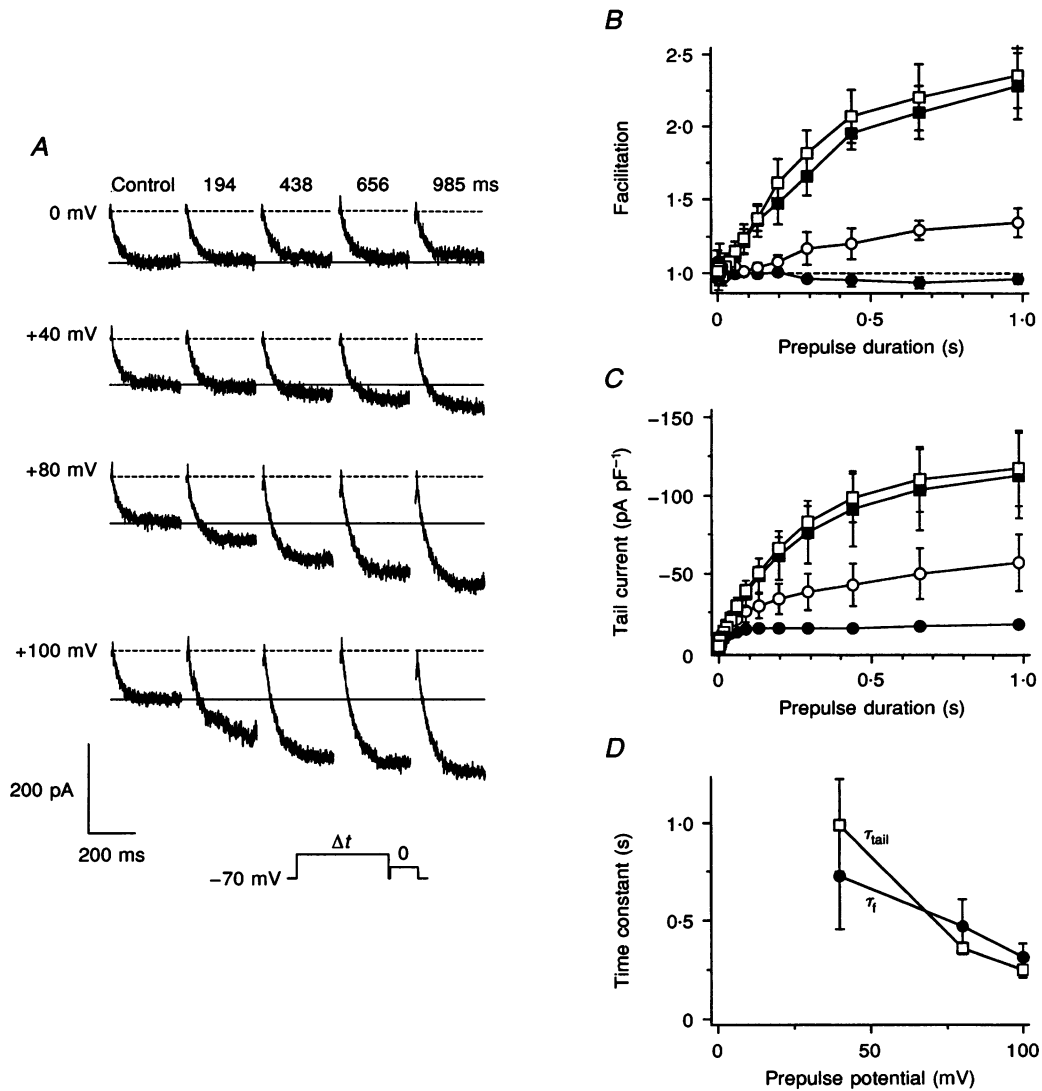 A
Control 194 438 656 985 ms
0 mV
+40 mV
+80 mV
+100 mV
200 pA
200 ms
Δt
0
−70 mV
B
Facilitation
2·5
2·0
1·5
1·0
0 0·5 1·0
Prepulse duration (s)
C
Tail current (pA pF⁻¹)
−150
−100
−50
0
0 0·5 1·0
Prepulse duration (s)
D
Time constant (s)
1·0
0·5
0
τtail
τf
0 50 100
Prepulse potential (mV)